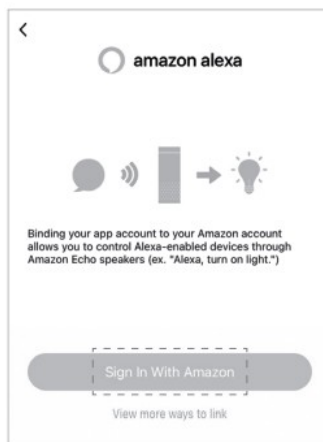 amazon alexa
Binding your app account to your Amazon account
allows you to control Alexa-enabled devices through
Amazon Echo speakers (ex. "Alexa, turn on light.")
Sign In With Amazon
View more ways to link